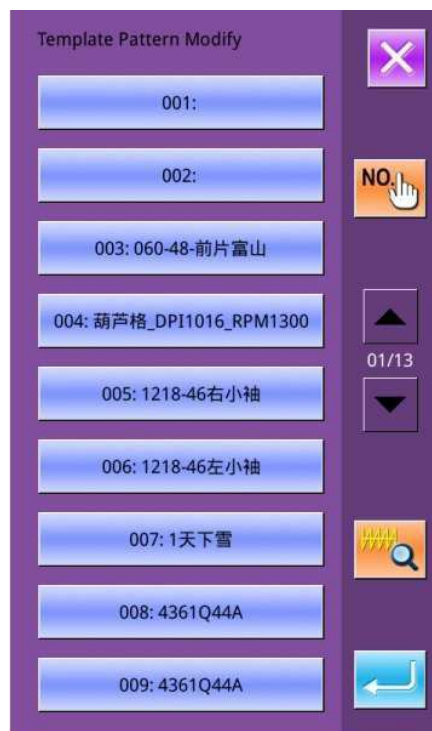 Template Pattern Modify
001:
002:
NO.
003: 060-48-前片富山
004: 葫芦格_DPI1016_RPM1300
01/13
005: 1218-46右小袖
006: 1218-46左小袖
007: 1天下雪
008: 4361Q44A
009: 4361Q44A